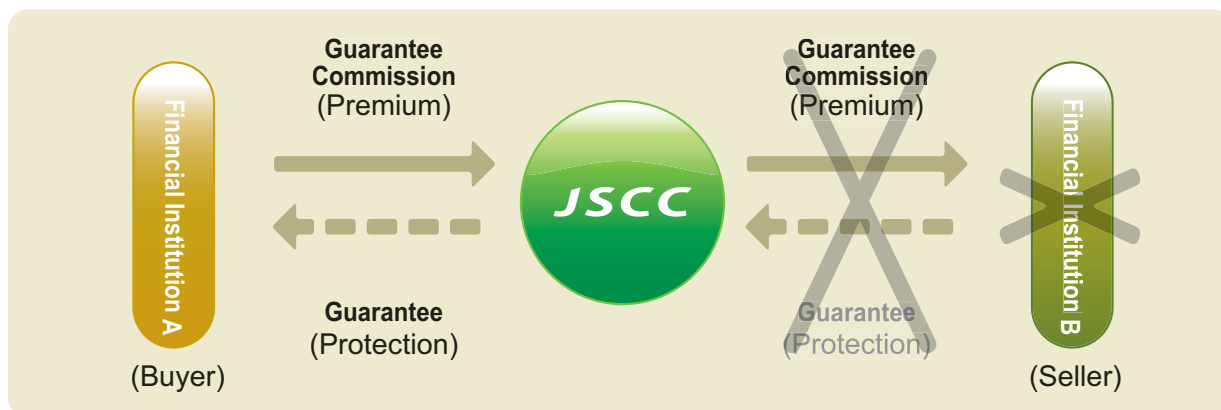 Financial Institution A
(Buyer)
Guarantee
Commission
(Premium)
Guarantee
(Protection)
JSCC
Guarantee
Commission
(Premium)
Guarantee
(Protection)
Financial Institution B
(Seller)